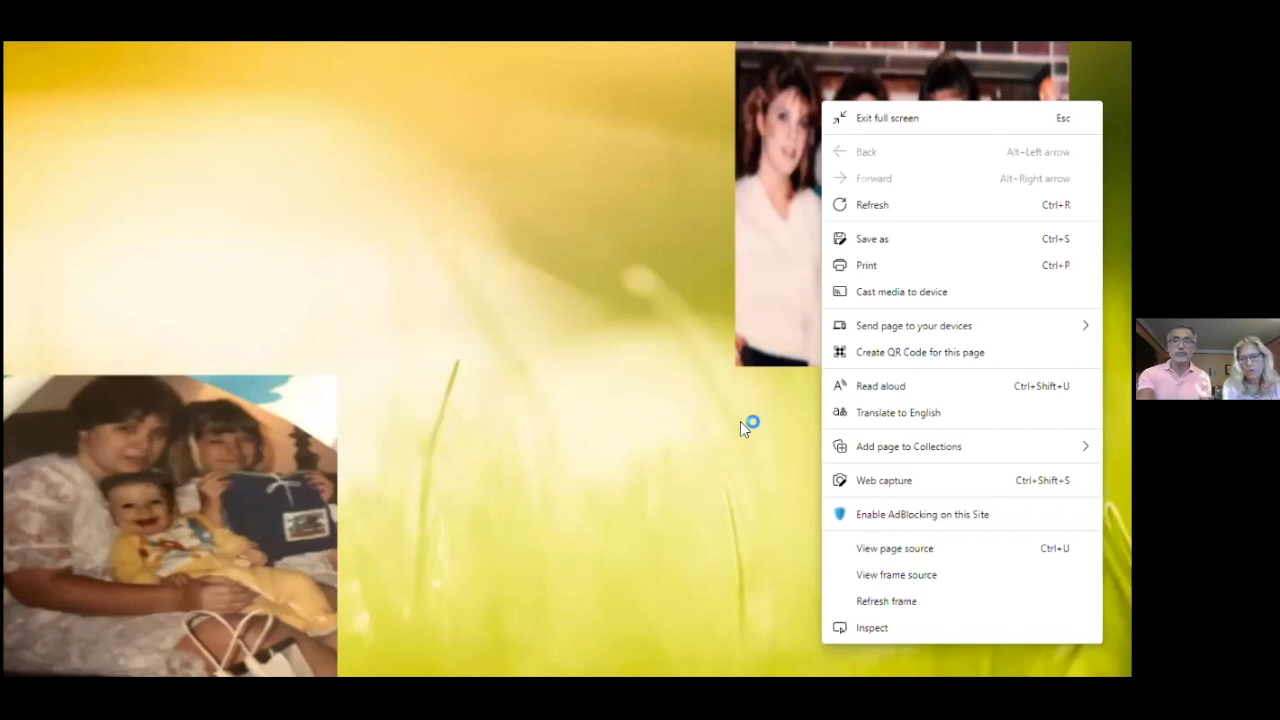 Exit full screen Esc
Back Alt+Left arrow
Forward Alt+Right arrow
Refresh Ctrl+R
Save as Ctrl+S
Print Ctrl+P
Cast media to device
Send page to your devices
Create QR Code for this page
Read aloud Ctrl+Shift+U
Translate to English
Add page to Collections
Web capture Ctrl+Shift+S
Enable AdBlocking on this Site
View page source Ctrl+U
View frame source
Refresh frame
Inspect